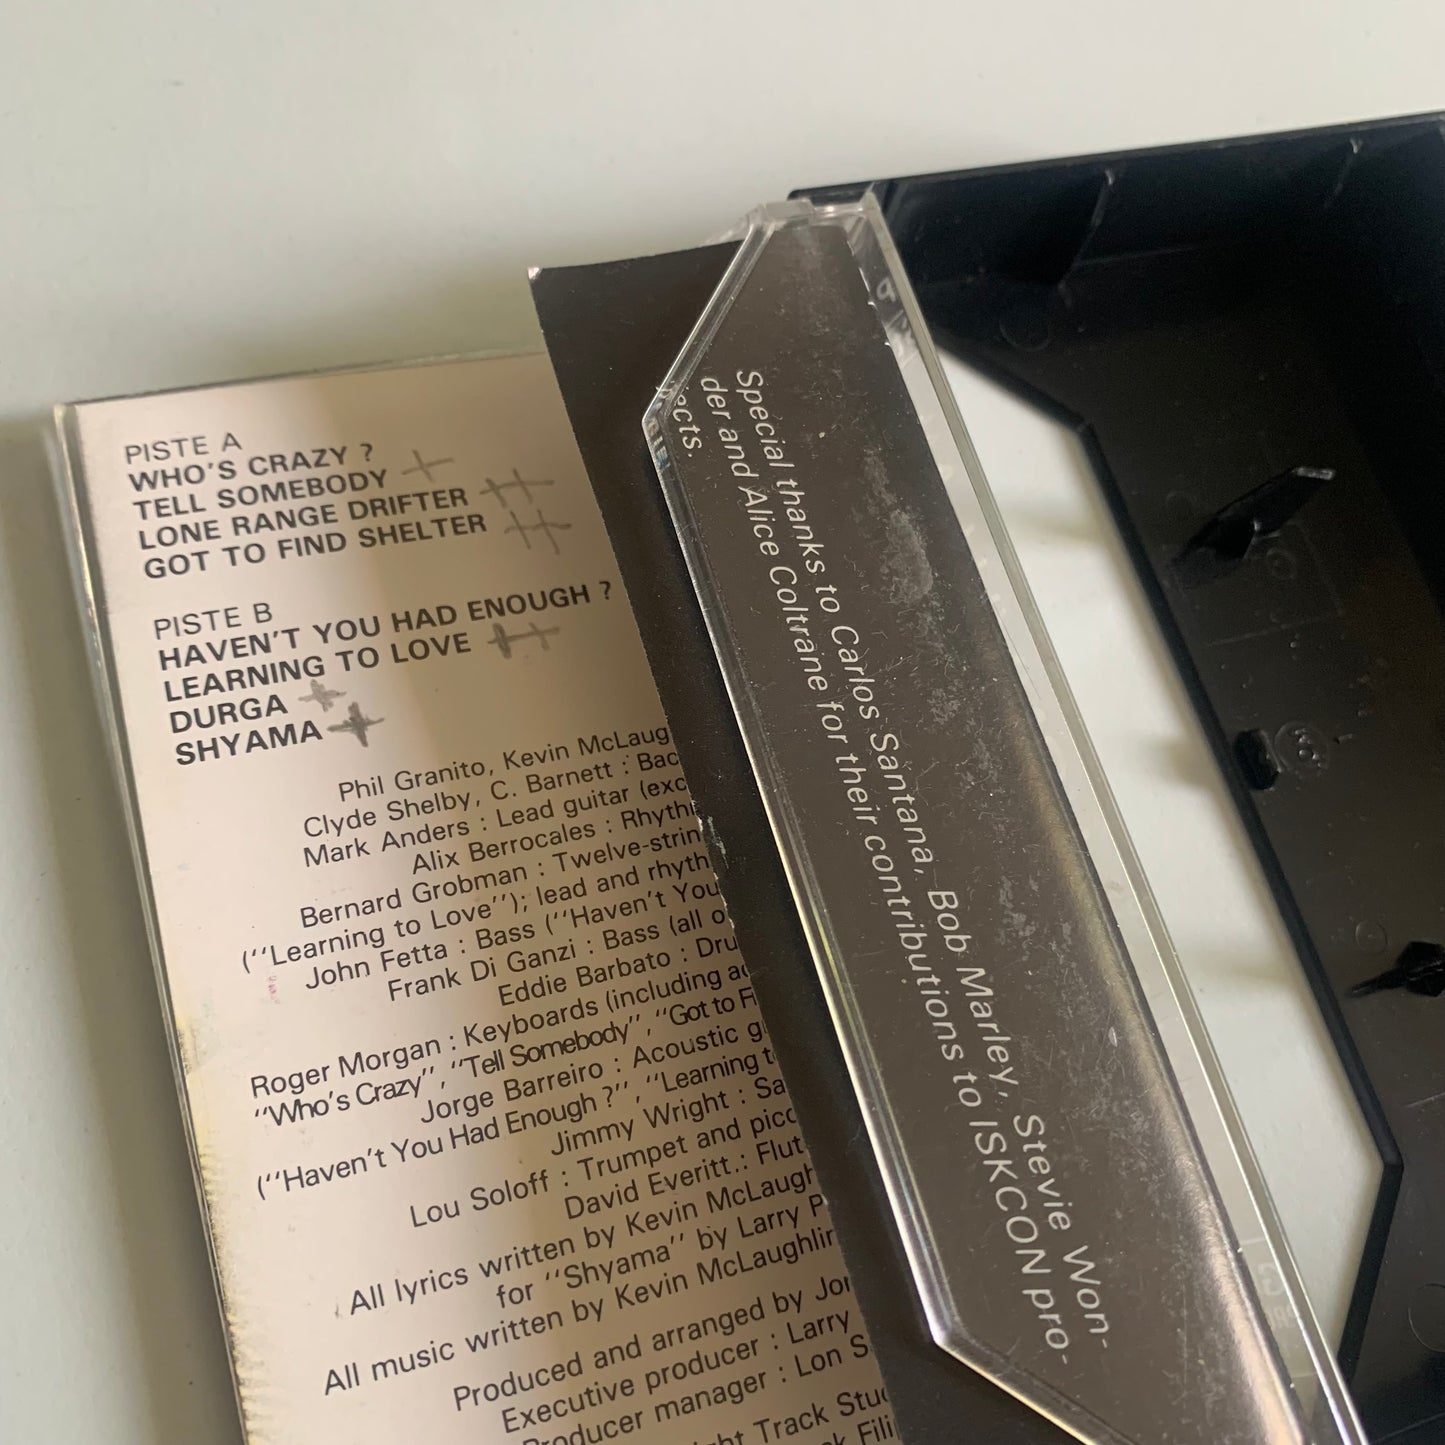 PISTE A
WHO'S CRAZY ?
TELL SOMEBODY
LONE RANGE DRIFTER
GOT TO FIND SHELTER
PISTE B
HAVEN'T YOU HAD ENOUGH ?
LEARNING TO LOVE
DURGA
SHYAMA
Phil Granito, Kevin McLaug
Clyde Shelby, C. Barnett : Bac
Mark Anders : Lead guitar (exc
Alix Berrocales : Rhyth
Bernard Grobman : Twelve-strin
(''Learning to Love''); lead and rhyth
John Fetta : Bass (''Haven't You
Frank Di Ganzi : Bass (all o
Eddie Barbato : Dru
Roger Morgan : Keyboards (including a
''Who's Crazy'', ''Tell Somebody'', ''Got to Fi
Jorge Barreiro : Acoustic g
(''Haven't You Had Enough ?'', ''Learning t
Jimmy Wright : Sa
Lou Soloff : Trumpet and picc
David Everitt.: Flut
All lyrics written by Kevin McLaugh
for ''Shyama'' by Larry P
All music written by Kevin McLaughlin
Produced and arranged by Jor
Executive producer : Larry
Producer manager : Lon S
ht Track Stu
k Fili
Special thanks to Carlos Santana, Bob Marley, Stevie Won-
der and Alice Coltrane for their contributions to ISKCON pro-
jects.